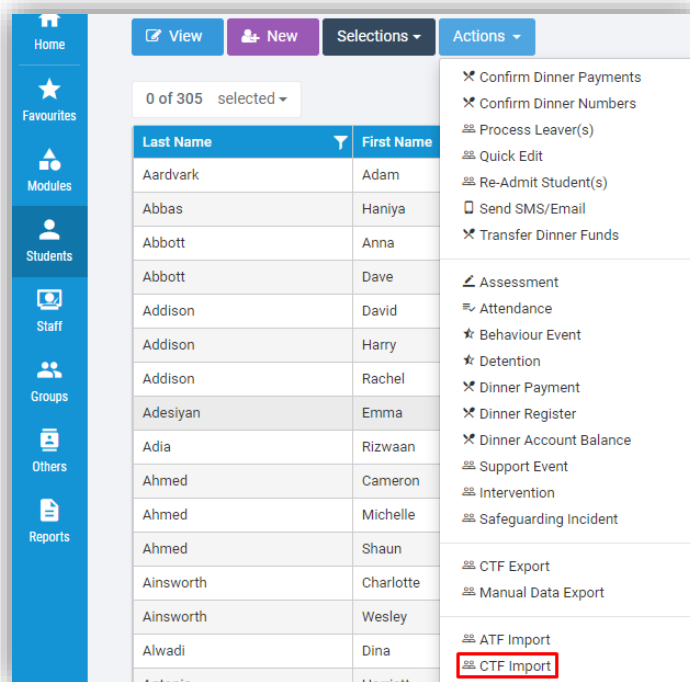 Home
Favourites
Modules
Students
Staff
Groups
Others
Reports
View
New
Selections
Actions
0 of 305 selected
Last Name First Name
Aardvark Adam
Abbas Haniya
Abbott Anna
Abbott Dave
Addison David
Addison Harry
Addison Rachel
Adesiyan Emma
Adia Rizwaan
Ahmed Cameron
Ahmed Michelle
Ahmed Shaun
Ainsworth Charlotte
Ainsworth Wesley
Alwadi Dina
Confirm Dinner Payments
Confirm Dinner Numbers
Process Leaver(s)
Quick Edit
Re-Admit Student(s)
Send SMS/Email
Transfer Dinner Funds
Assessment
Attendance
Behaviour Event
Detention
Dinner Payment
Dinner Register
Dinner Account Balance
Support Event
Intervention
Safeguarding Incident
CTF Export
Manual Data Export
ATF Import
CTF Import